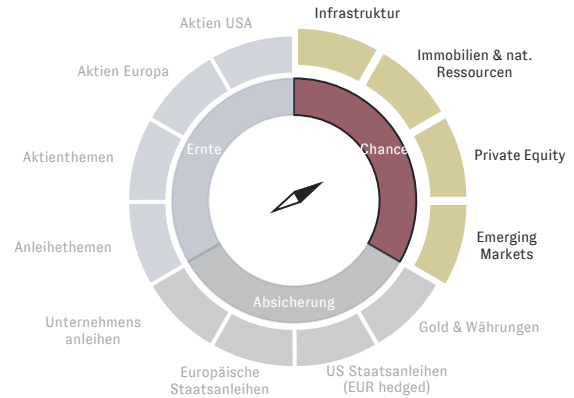 Infrastruktur
Aktien USA
Immobilien & nat.
Ressourcen
Aktien Europa
Ernte
Chance
Private Equity
Aktienthemen
Emerging
Markets
Anleihethemen
Absicherung
Gold & Währungen
Unternehmens
anleihen
Europäische
Staatsanleihen
US Staatsanleihen
(EUR hedged)